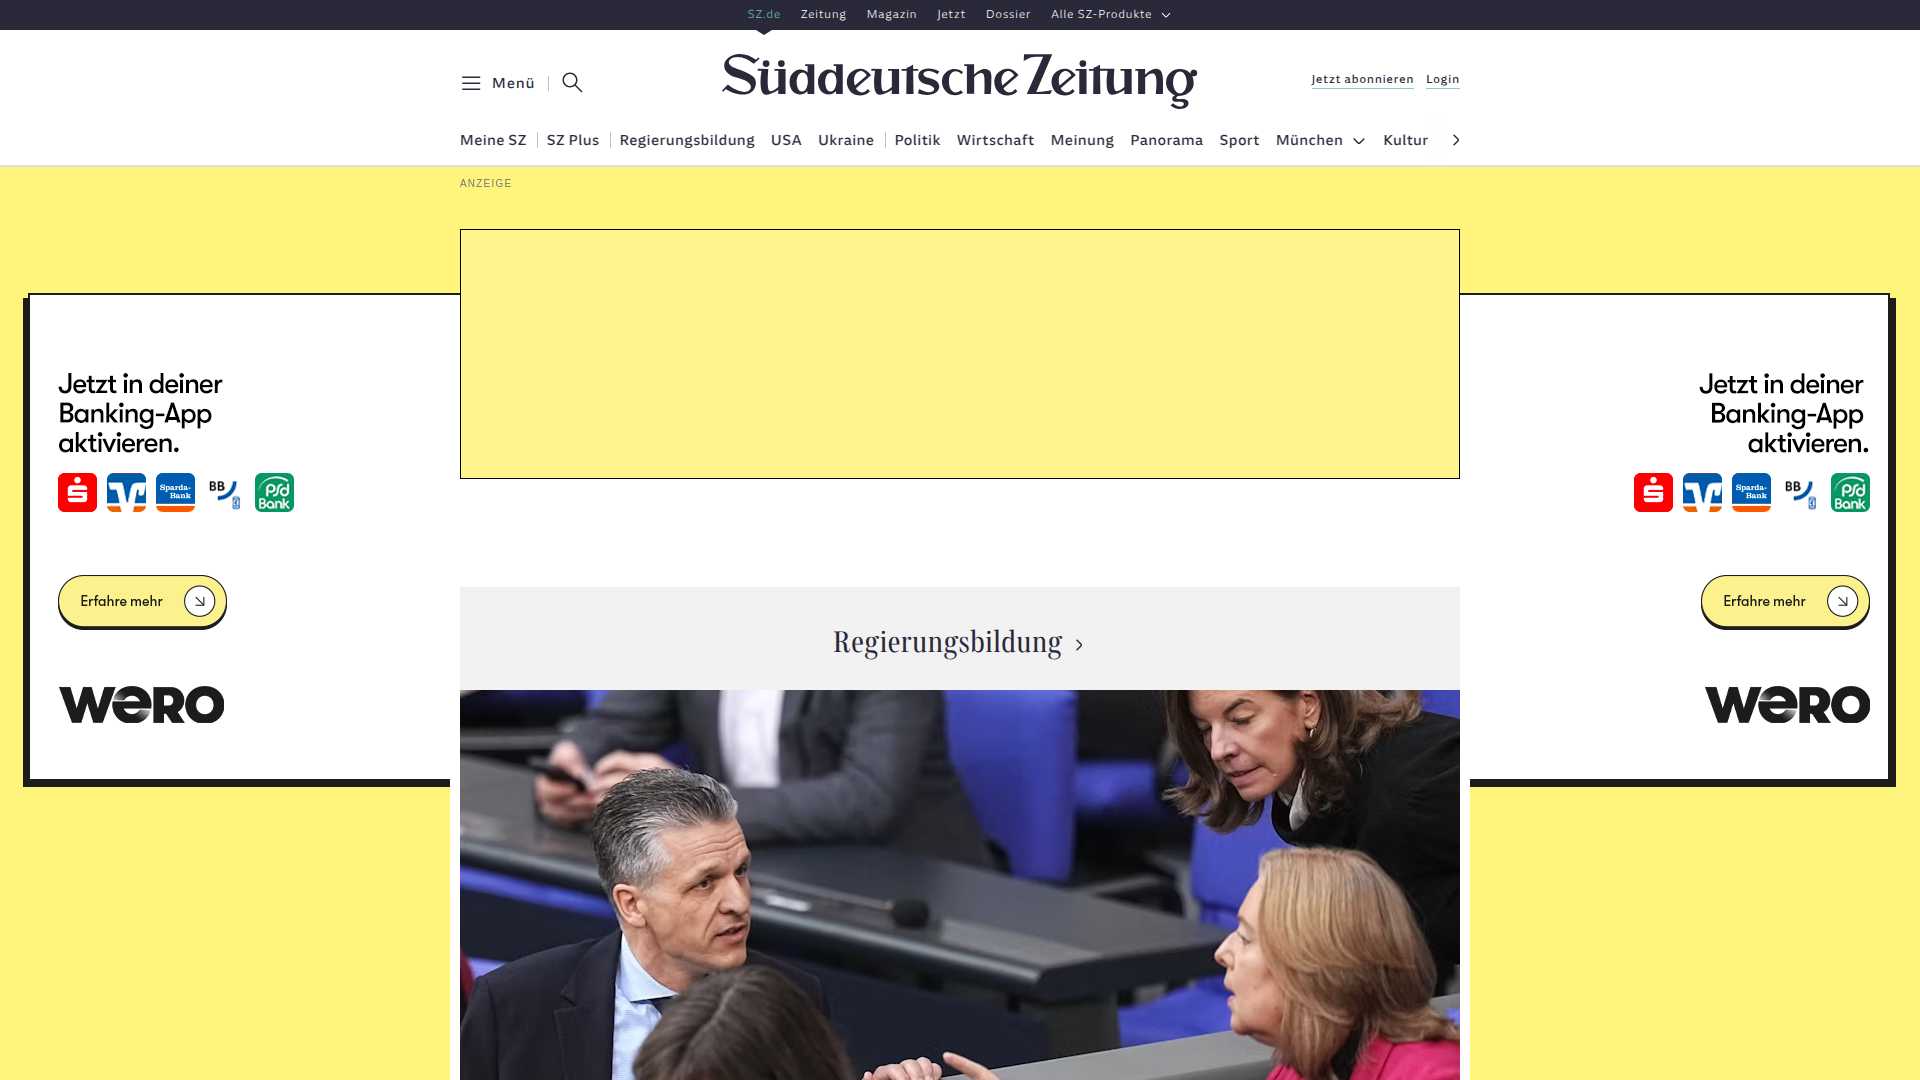 SZ.de Zeitung Magazin Jetzt Dossier Alle SZ-Produkte
Menü
Süddeutsche Zeitung
Jetzt abonnieren Login
Meine SZ SZ Plus Regierungsbildung USA Ukraine Politik Wirtschaft Meinung Panorama Sport München Kultur
ANZEIGE
Jetzt in deiner
Banking-App
aktivieren.
Sparda-
Bank
BB
psd
Bank
Erfahre mehr
wero
Jetzt in deiner
Banking-App
aktivieren.
Sparda-
Bank
BB
psd
Bank
Erfahre mehr
wero
Regierungsbildung